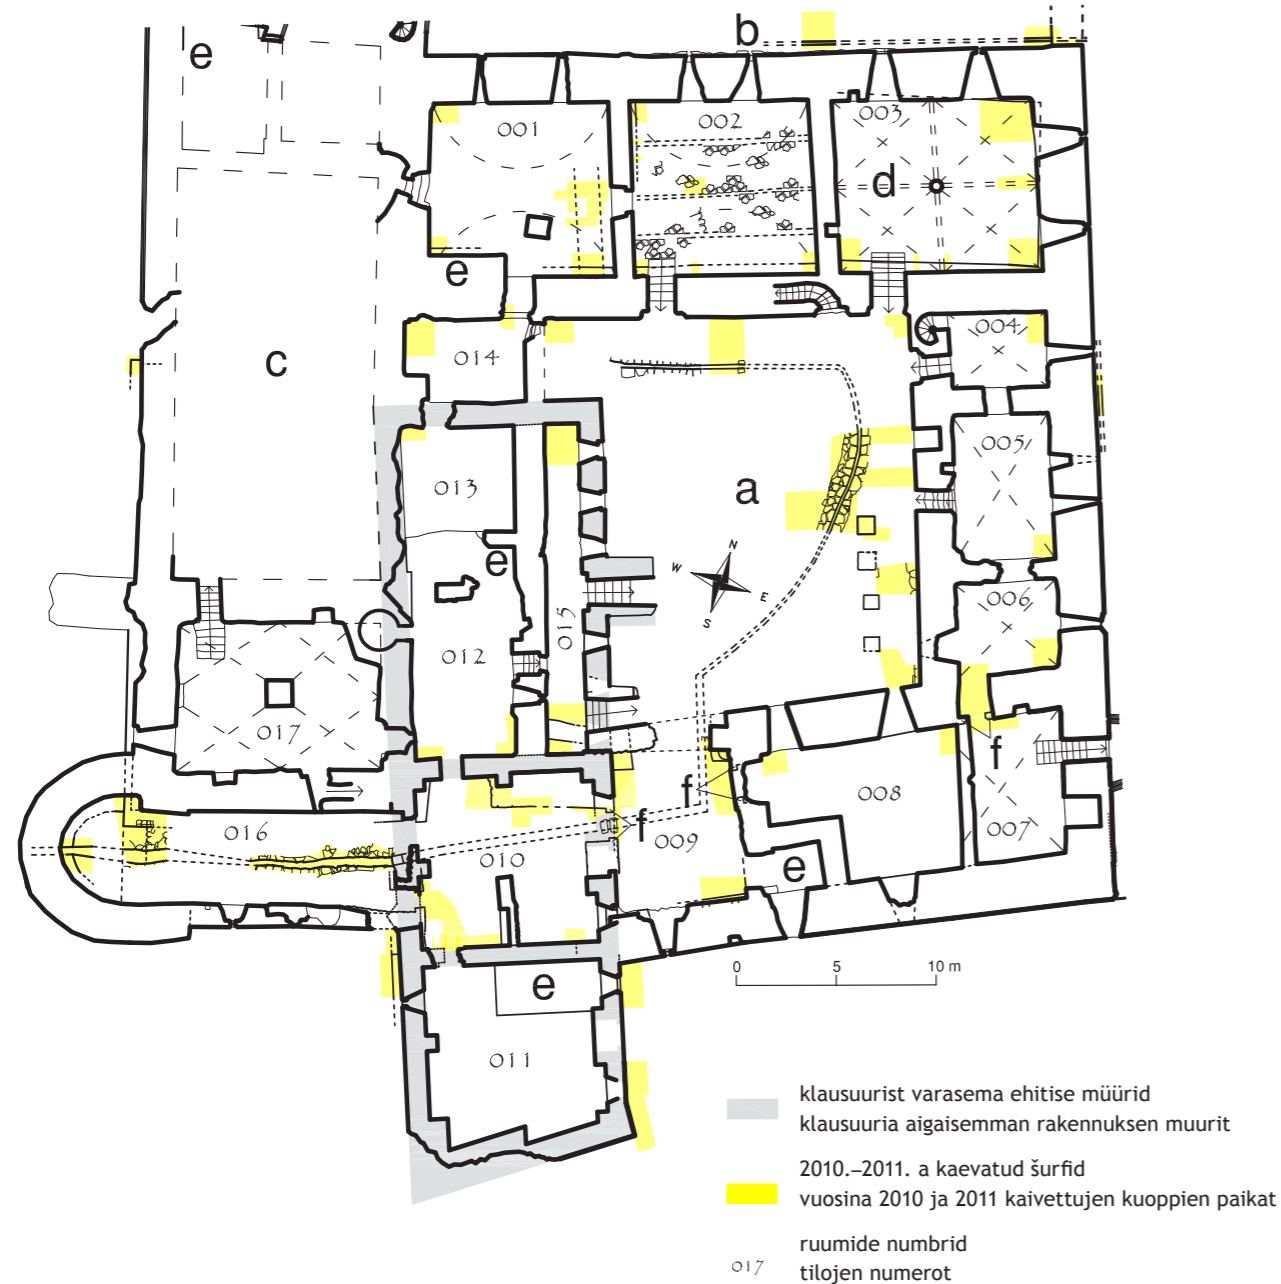 e
b
001
002
003
d
e
004
c
014
005
a
013
e
N
W
E
S
006
015
012
017
f
f
008
016
f
009
007
010
e
0 5 10 m
e
011
klausuurist varasema ehitise müürid
klausuuria aigaisemman rakennuksen muurit
2010.–2011. a kaevatud šurfid
vuosina 2010 ja 2011 kaivettujen kuoppien paikat
017
ruumide numbrid
tilojen numerot